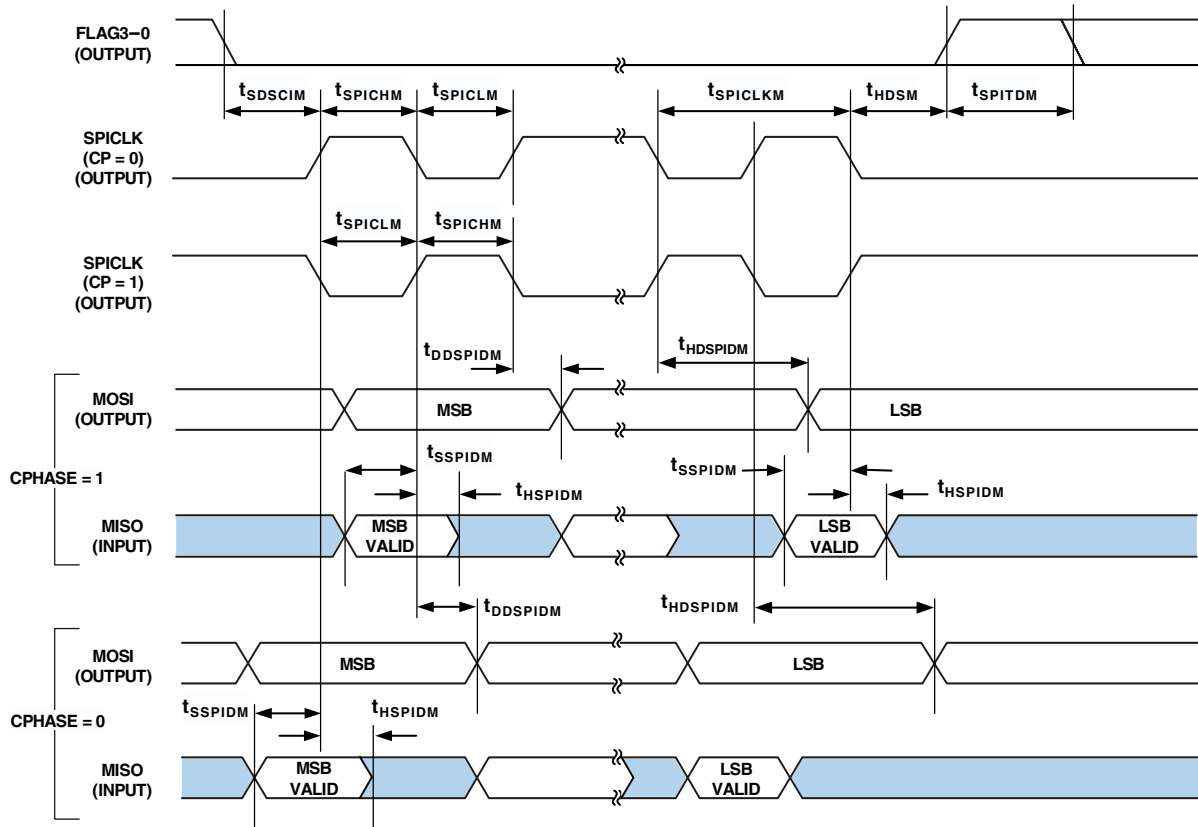 FLAG3–0
(OUTPUT)
tSDSCIM
tSPICHM
tSPICLM
tSPICLKM
tHDSM
tSPITDM
SPICLK
(CP = 0)
(OUTPUT)
tSPICLM
tSPICHM
SPICLK
(CP = 1)
(OUTPUT)
tDDSPIDM
tHDSPIDM
CPHASE = 1
MOSI
(OUTPUT)
MSB
LSB
tSSPIDM
tHSPIDM
tSSPIDM
tHSPIDM
MISO
(INPUT)
MSB
VALID
LSB
VALID
tDDSPIDM
tHDSPIDM
CPHASE = 0
MOSI
(OUTPUT)
MSB
LSB
tSSPIDM
tHSPIDM
MISO
(INPUT)
MSB
VALID
LSB
VALID